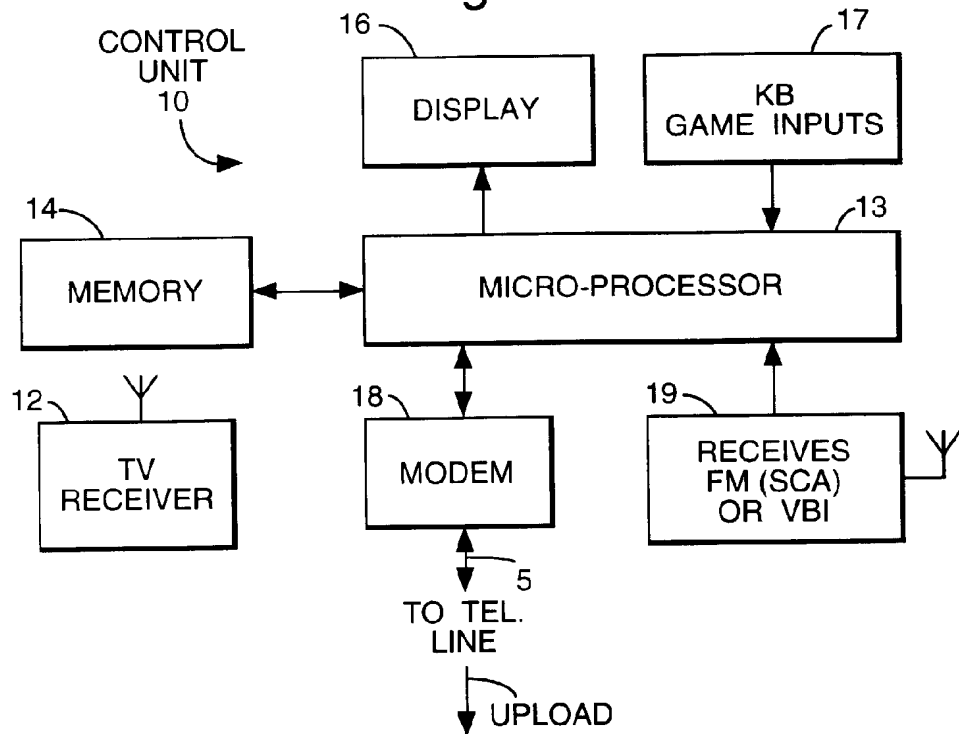 CONTROL
UNIT
10
16
DISPLAY
17
KB
GAME INPUTS
14
MEMORY
13
MICRO-PROCESSOR
12
TV
RECEIVER
18
MODEM
19
RECEIVES
FM (SCA)
OR VBI
5
TO TEL.
LINE
UPLOAD